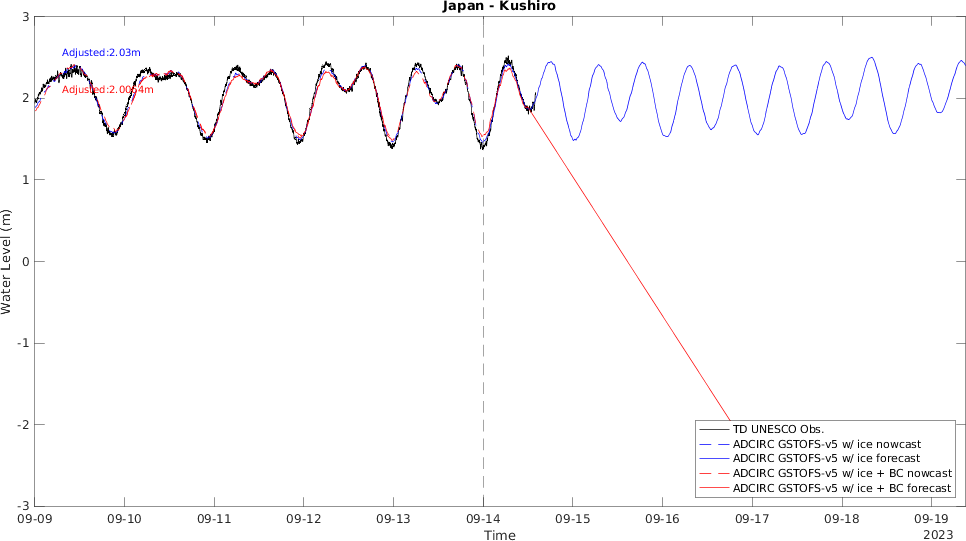 Japan - Kushiro
3
Adjusted:2.03m
Adjusted:2.0054m
2
1
0
-1
-2
-3
Water Level (m)
TD UNESCO Obs.
ADCIRC GSTOFS-v5 w/ ice nowcast
ADCIRC GSTOFS-v5 w/ ice forecast
ADCIRC GSTOFS-v5 w/ ice + BC nowcast
ADCIRC GSTOFS-v5 w/ ice + BC forecast
09-09 09-10 09-11 09-12 09-13 09-14 09-15 09-16 09-17 09-18 09-19
Time
2023